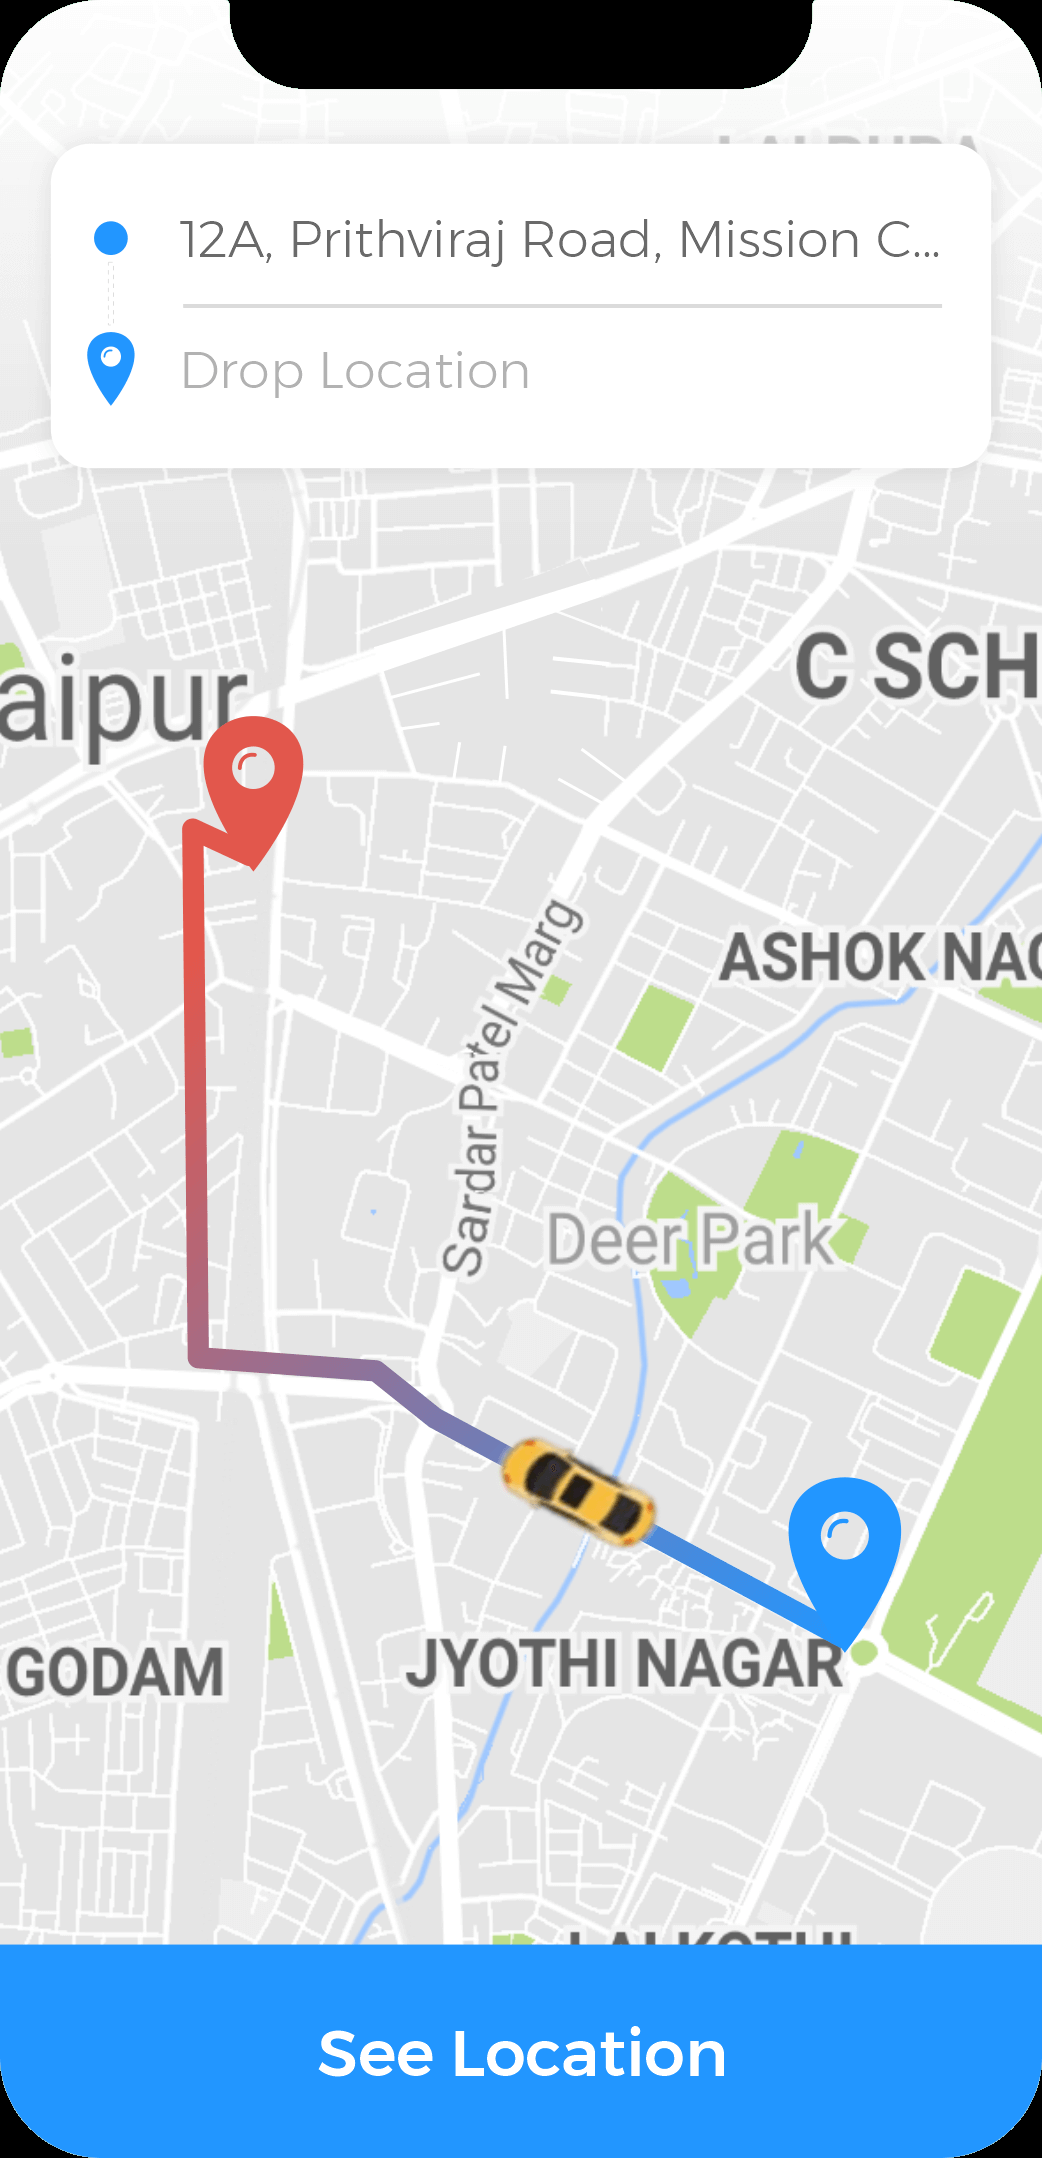 12A, Prithviraj Road, Mission C...
Drop Location
C SCH
aipur
ASHOK NAG
Sardar Patel Marg
Deer Park
GODAM
JYOTHI NAGAR
See Location